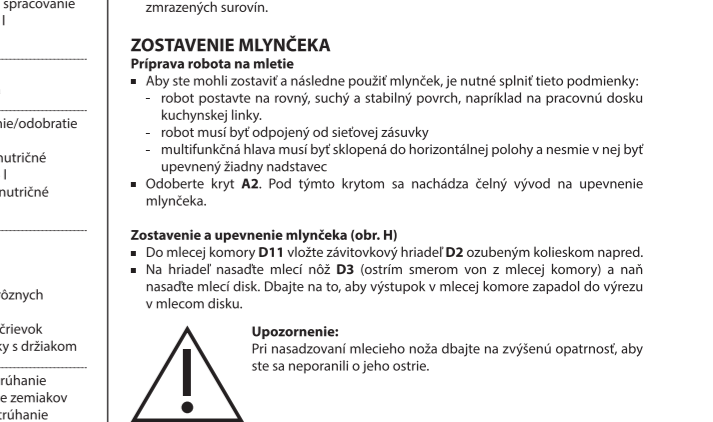 spracovanie
l
nie/odobratie
nutričné
l
nutričné
rôznych
črievok
ky s držiakom
rúhanie
e zemiakov
trúhanie
zmrazených surovín.
ZOSTAVENIE MLYNČEKA
Príprava robota na mletie
▪ Aby ste mohli zostaviť a následne použiť mlynček, je nutné splniť tieto podmienky:
- robot postavte na rovný, suchý a stabilný povrch, napríklad na pracovnú dosku
kuchynskej linky.
- robot musí byť odpojený od sieťovej zásuvky
- multifunkčná hlava musí byť sklopená do horizontálnej polohy a nesmie v nej byť
upevnený žiadny nadstavec
▪ Odoberte kryt A2. Pod týmto krytom sa nachádza čelný vývod na upevnenie
mlynčeka.
Zostavenie a upevnenie mlynčeka (obr. H)
▪ Do mlecej komory D11 vložte závitovkový hriadeľ D2 ozubeným kolieskom napred.
▪ Na hriadeľ nasaďte mlecí nôž D3 (ostrím smerom von z mlecej komory) a naň
nasaďte mlecí disk. Dbajte na to, aby výstupok v mlecej komore zapadol do výrezu
v mlecom disku.
Upozornenie:
Pri nasadzovaní mlecieho noža dbajte na zvýšenú opatrnosť, aby
ste sa neporanili o jeho ostrie.